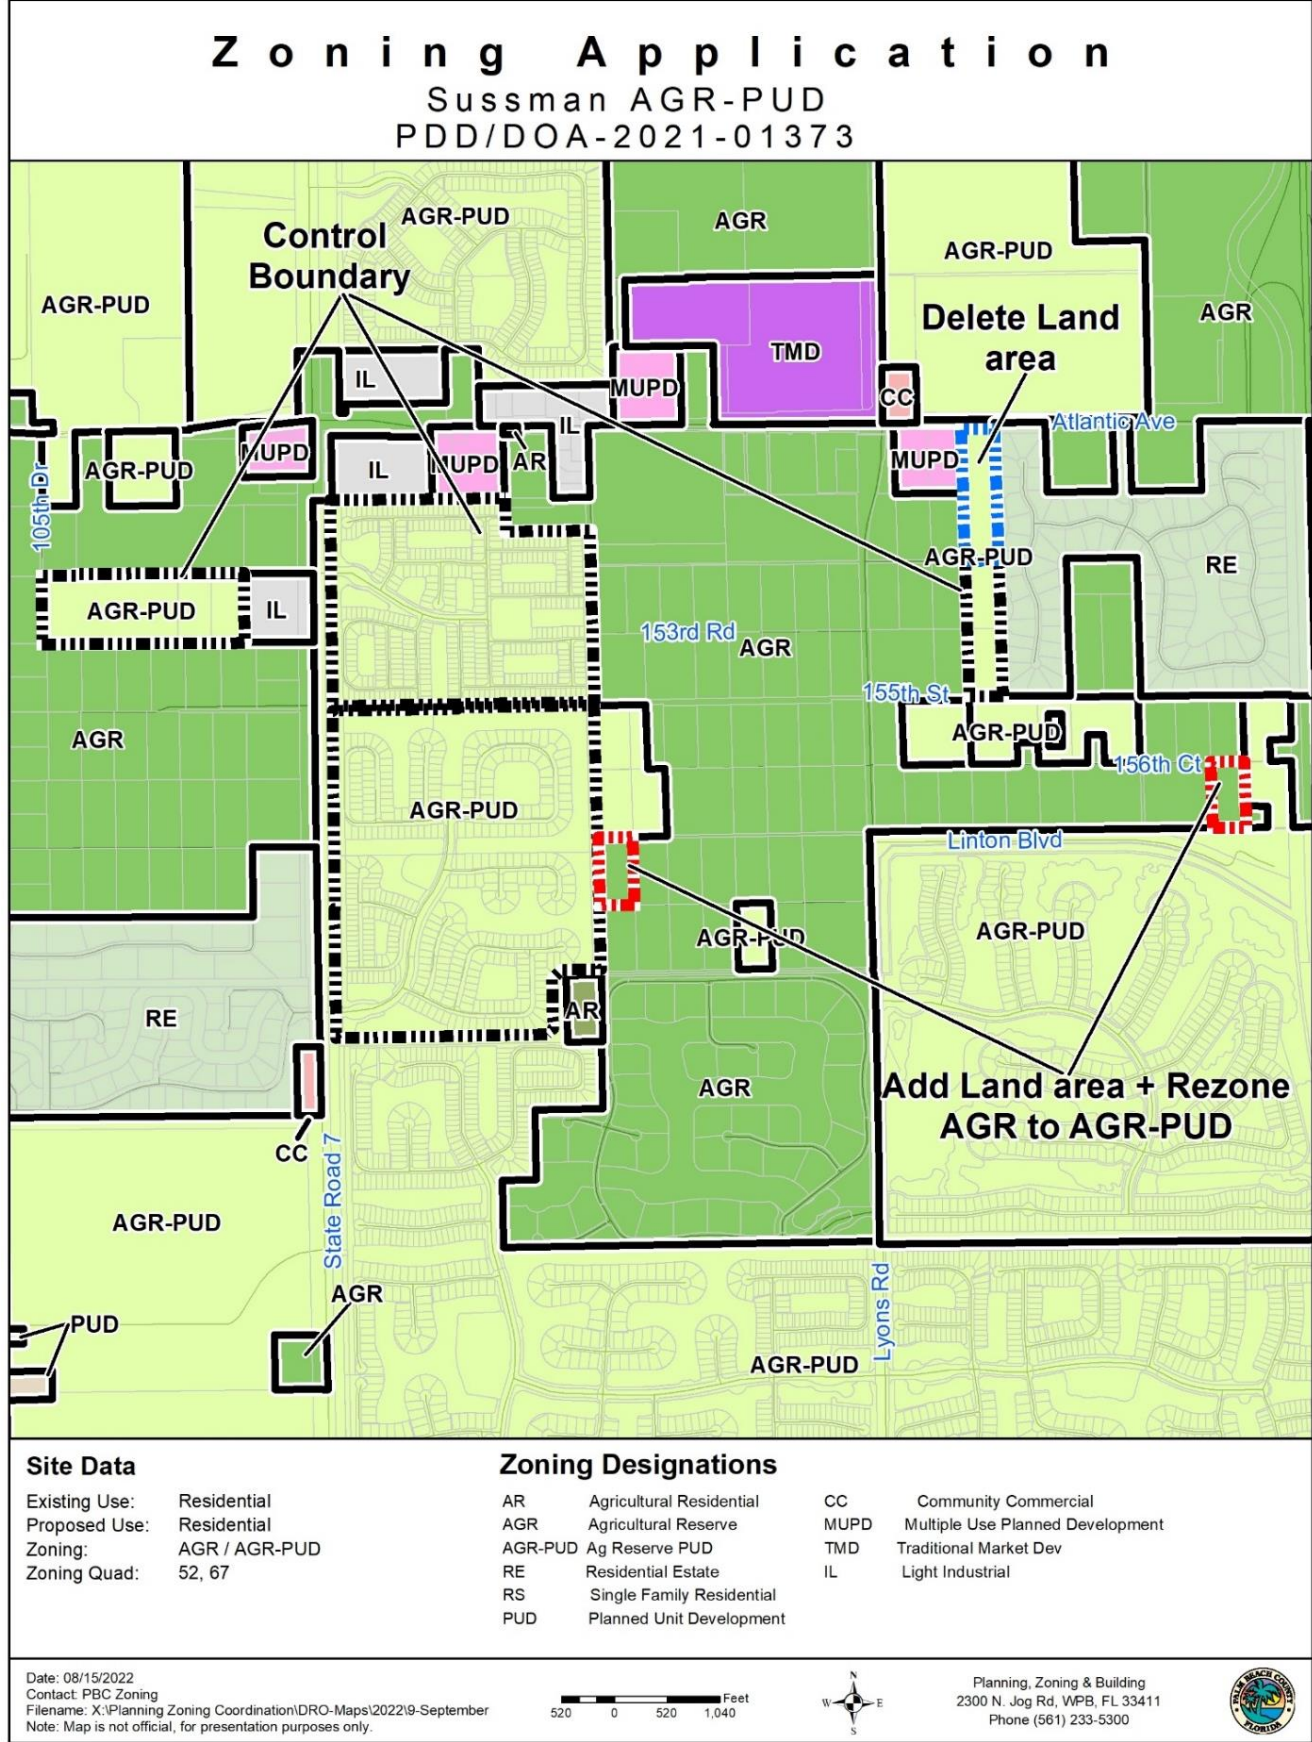 Zoning Application
Sussman AGR-PUD
PDD/DOA-2021-01373
AGR-PUD
AGR
AGR-PUD
Control
Boundary
AGR-PUD
AGR
Delete Land
area
TMD
IL
MUPD
CC
IL
Atlantic Ave
MUPD
IL
MUPD
AR
MUPD
AGR-PUD
105th Dr
AGR-PUD
RE
AGR-PUD
IL
153rd Rd
AGR
155th St
AGR-PUD
AGR
156th Ct
AGR-PUD
Linton Blvd
AGR-PUD
AGR-PUD
AR
RE
AGR
Add Land area + Rezone
AGR to AGR-PUD
CC
State Road 7
AGR-PUD
AGR
PUD
Lyons Rd
AGR-PUD
Site Data
Existing Use: Residential
Proposed Use: Residential
Zoning: AGR / AGR-PUD
Zoning Quad: 52, 67
Zoning Designations
AR Agricultural Residential
AGR Agricultural Reserve
AGR-PUD Ag Reserve PUD
RE Residential Estate
RS Single Family Residential
PUD Planned Unit Development
CC Community Commercial
MUPD Multiple Use Planned Development
TMD Traditional Market Dev
IL Light Industrial
Date: 08/15/2022
Contact: PBC Zoning
Filename: X:\Planning Zoning Coordination\DRO-Maps\2022\9-September
Note: Map is not official, for presentation purposes only.
Feet
520 0 520 1,040
N
W E
S
Planning, Zoning & Building
2300 N. Jog Rd, WPB, FL 33411
Phone (561) 233-5300
PALM BEACH COUNTY
FLORIDA